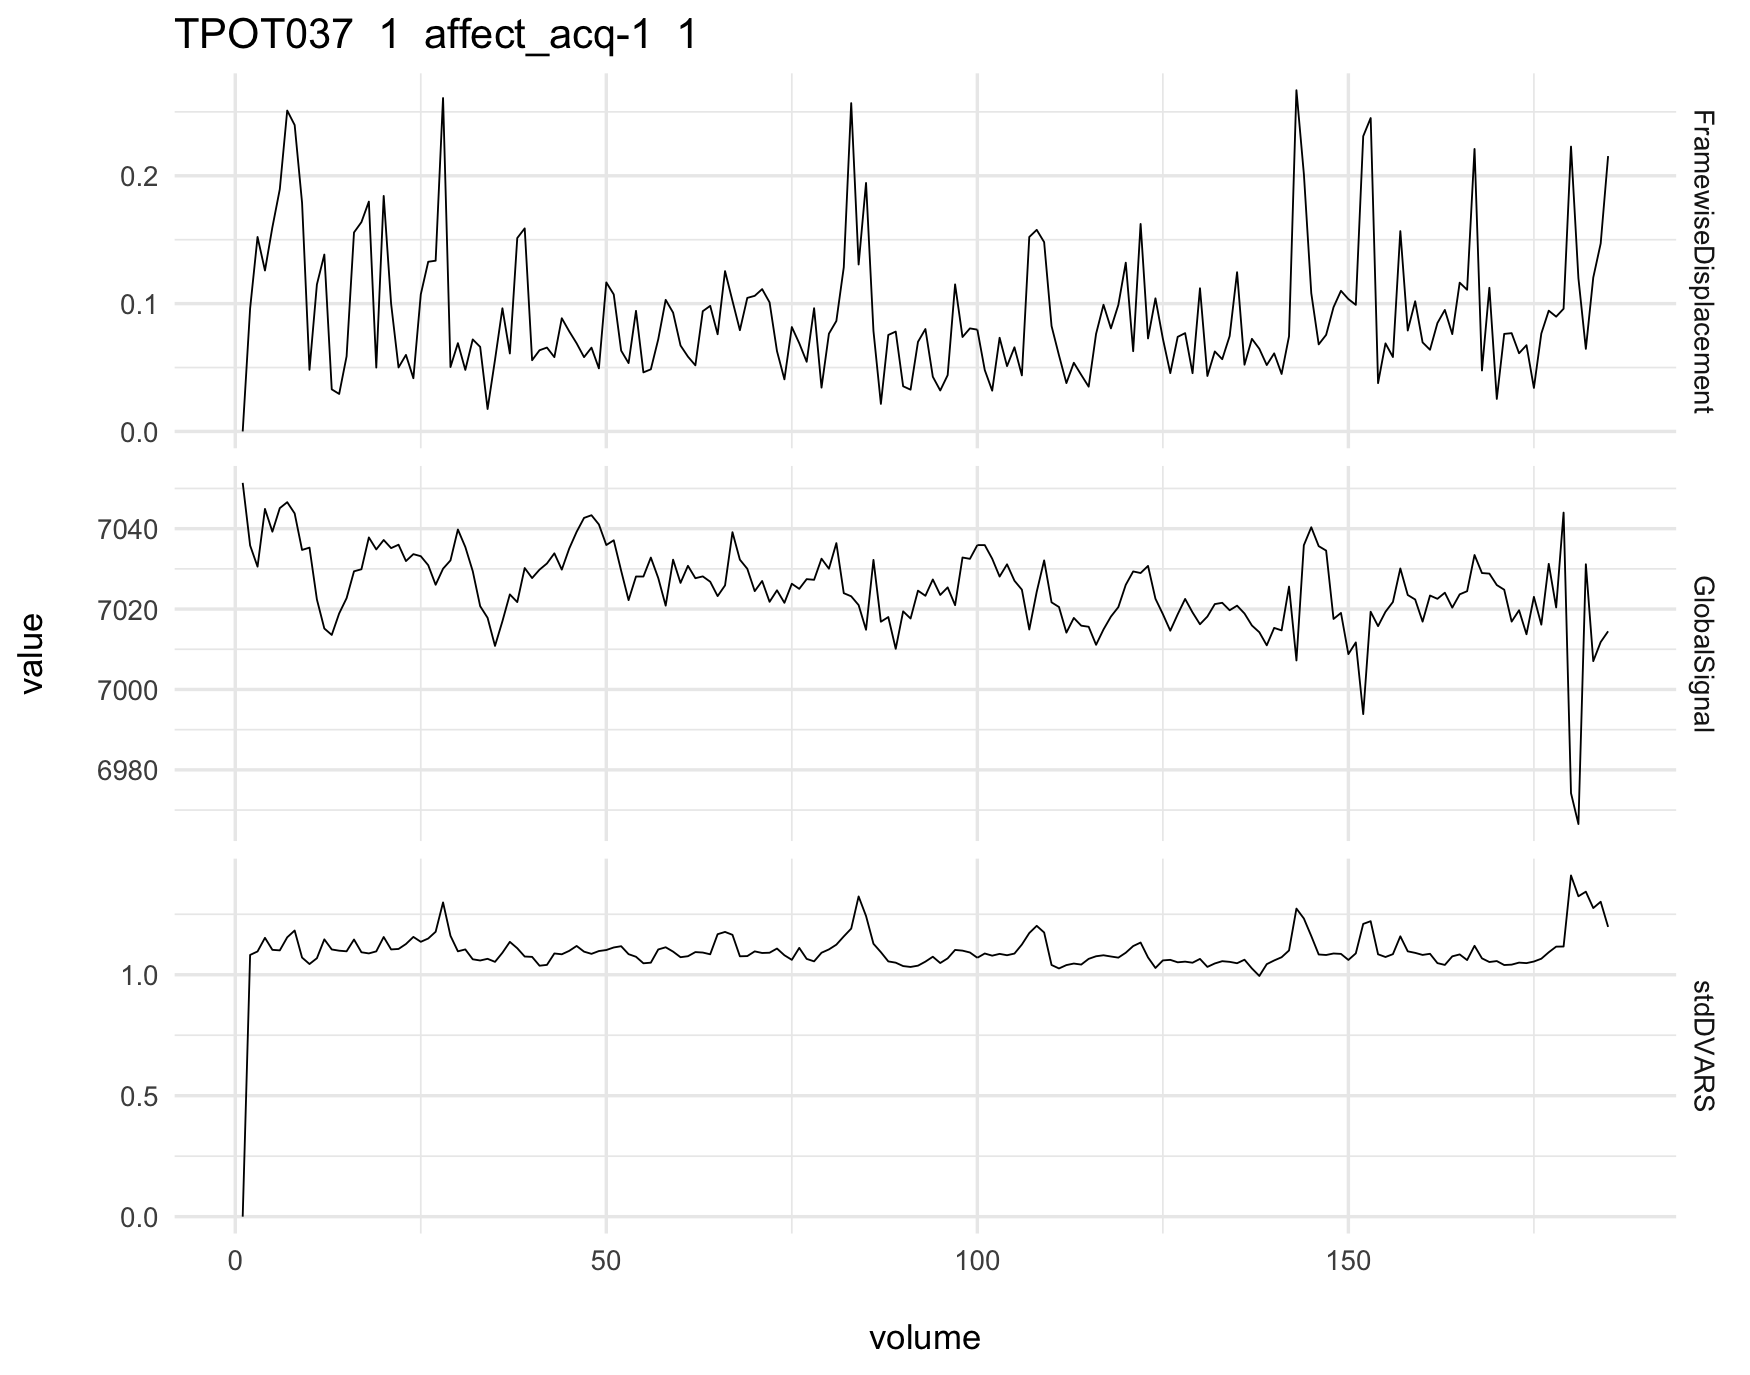 TPOT037 1 affect_acq-1 1
0.2
0.1
0.0
FramewiseDisplacement
7040
7020
7000
6980
GlobalSignal
value
1.0
0.5
0.0
stdDVARS
0 50 100 150
volume